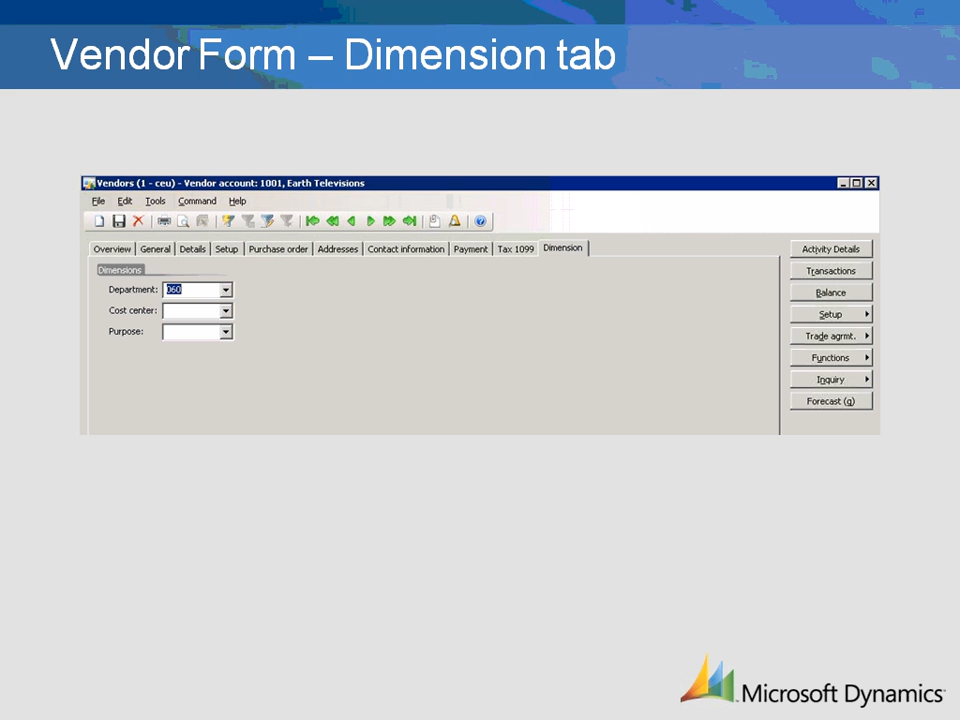 Vendor Form – Dimension tab
Vendors (1 - ceu) - Vendor account: 1001, Earth Televisions
File Edit Tools Command Help
Overview General Details Setup Purchase order Addresses Contact information Payment Tax 1099 Dimension
Dimensions
Department: 060
Cost center:
Purpose:
Activity Details
Transactions
Balance
Setup
Trade agrmt.
Functions
Inquiry
Forecast (g)
Microsoft Dynamics